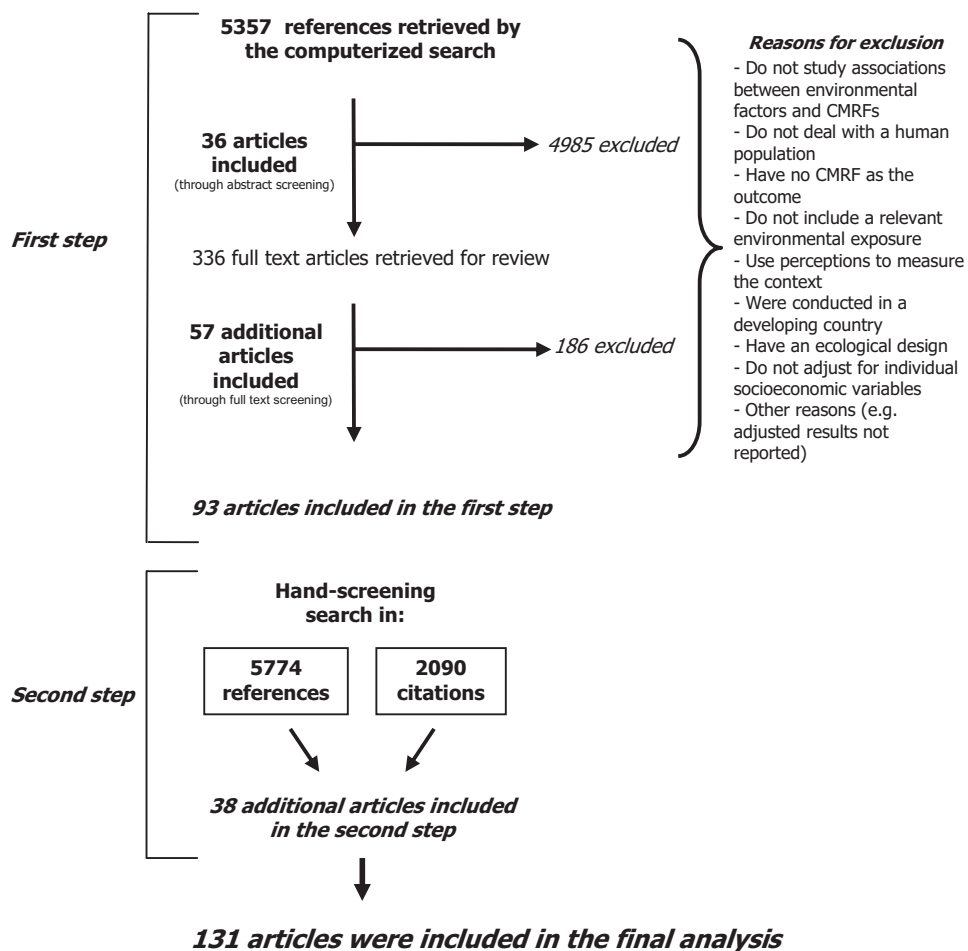 5357 references retrieved by
the computerized search
36 articles
included
(through abstract screening)
4985 excluded
First step
336 full text articles retrieved for review
57 additional
articles
included
(through full text screening)
186 excluded
93 articles included in the first step
Reasons for exclusion
- Do not study associations
between environmental
factors and CMRFs
- Do not deal with a human
population
- Have no CMRF as the
outcome
- Do not include a relevant
environmental exposure
- Use perceptions to measure
the context
- Were conducted in a
developing country
- Have an ecological design
- Do not adjust for individual
socioeconomic variables
- Other reasons (e.g.
adjusted results not
reported)
Second step
Hand-screening
search in:
5774
references
2090
citations
38 additional articles included
in the second step
131 articles were included in the final analysis